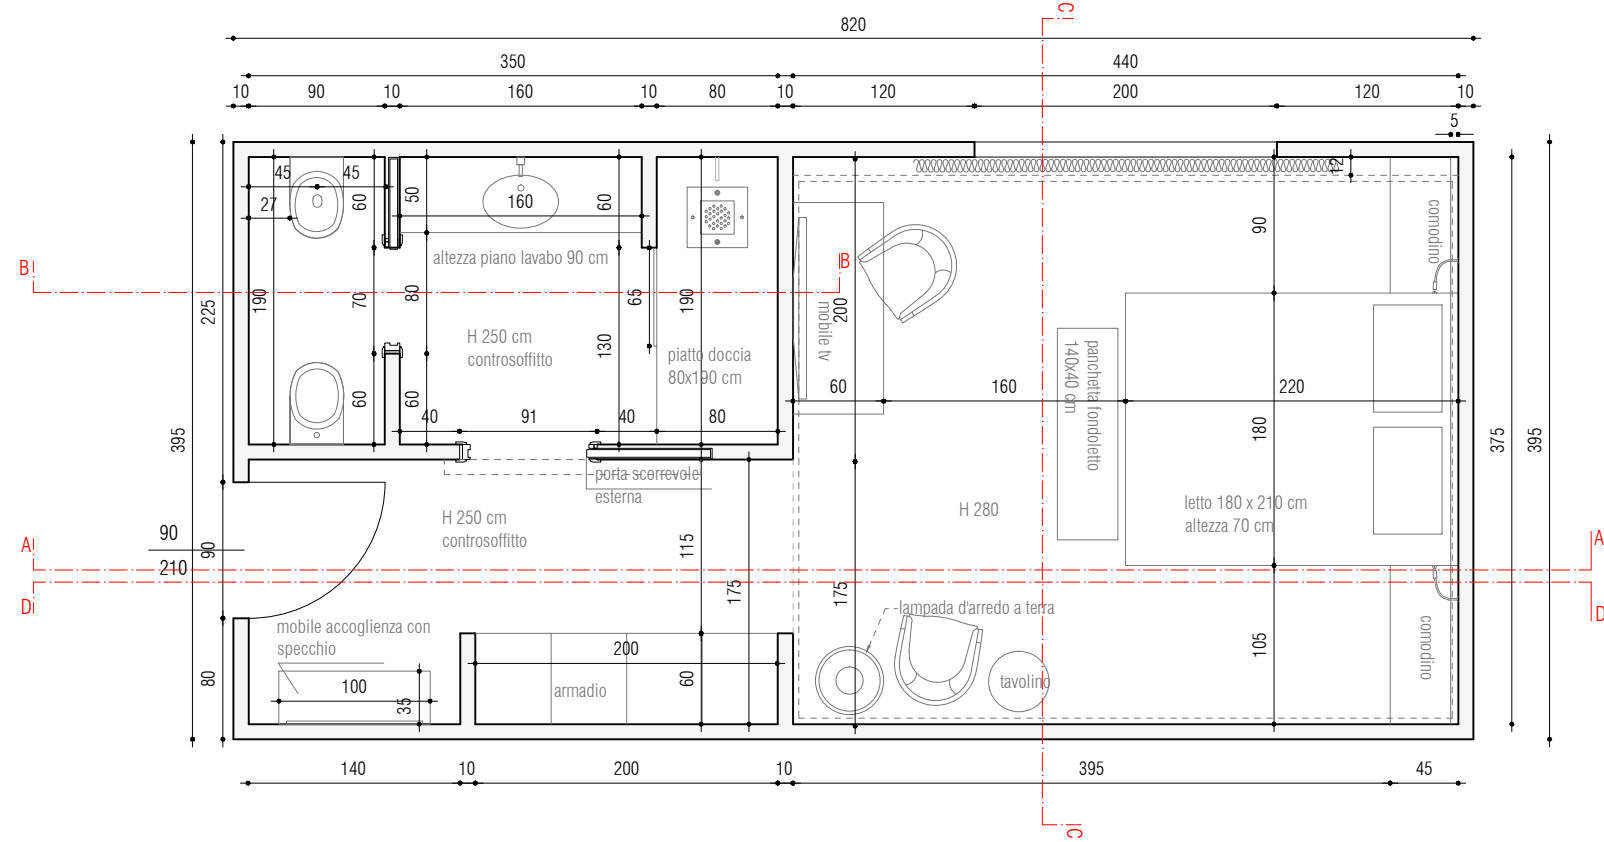 C
820
350
440
10
90
10
160
10
80
10
120
200
120
10
5
45
45
27
60
50
160
60
12
90
comodino
B
B
altezza piano lavabo 90 cm
225
190
70
80
65
190
200
mobile tv
H 250 cm
controsoffitto
130
piatto doccia
80x190 cm
panchetta fondoletto
140x40 cm
60
160
220
60
60
40
91
40
80
180
395
375
395
porta scorrevole
esterna
letto 180 x 210 cm
altezza 70 cm
H 250 cm
controsoffitto
H 280
90
210
90
A
A
115
175
175
D
D
lampada d'arredo a terra
mobile accoglienza con
specchio
200
105
comodino
80
100
35
armadio
60
tavolino
140
10
200
10
395
45
C